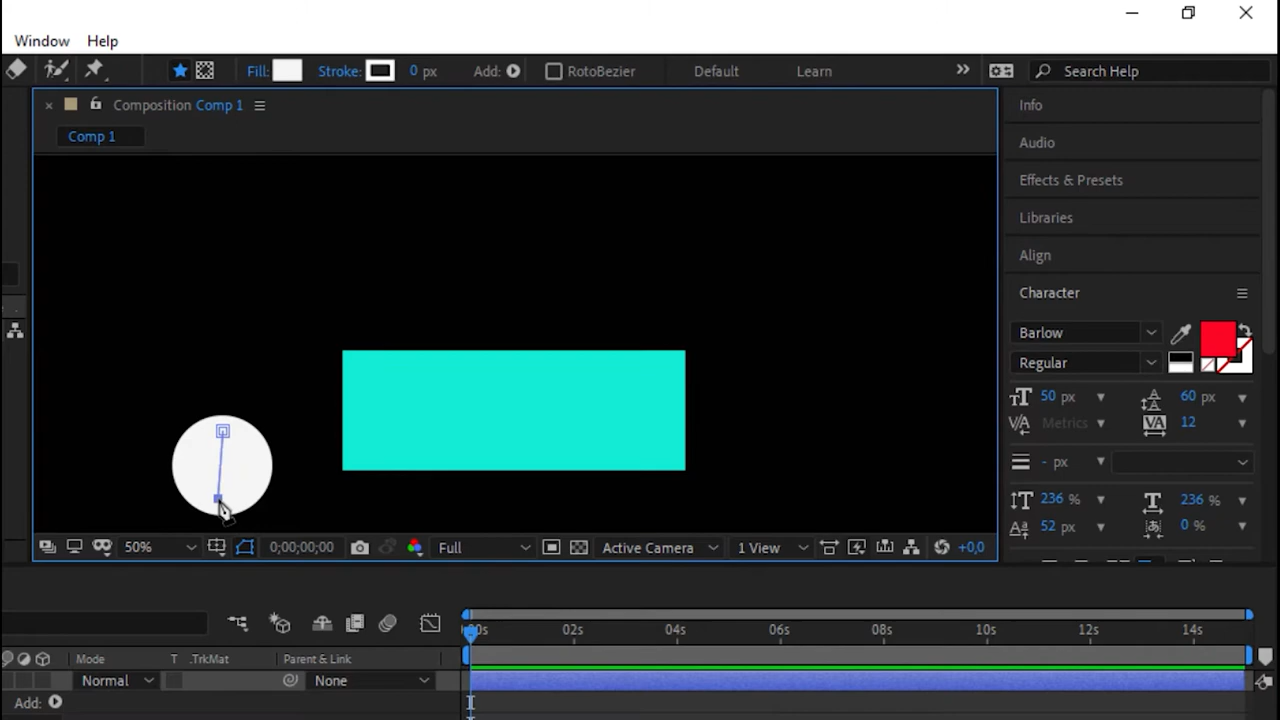 Window Help
Fill: Stroke: 0 px Add: RotoBezier Default Learn Search Help
Composition Comp 1
Comp 1
Info
Audio
Effects & Presets
Libraries
Align
Character
Barlow
Regular
50 px 60 px
Metrics 12
- px
236 % 236 %
52 px 0 %
50% 0;00;00;00 Full Active Camera 1 View +0,0
:00s 02s 04s 06s 08s 10s 12s 14s
Mode T .TrkMat Parent & Link
Normal None
Add: